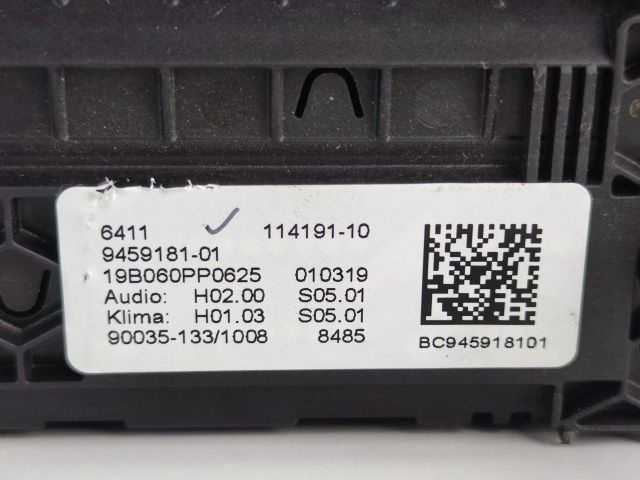 6411 114191-10
9459181-01
19B060PP0625 010319
Audio: H02.00 S05.01
Klima: H01.03 S05.01
90035-133/1008 8485
BC945918101